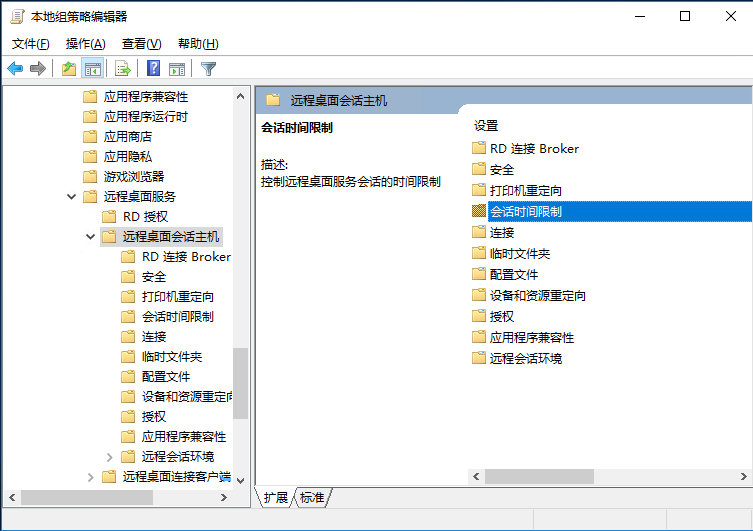 本地组策略编辑器
文件(F) 操作(A) 查看(V) 帮助(H)
应用程序兼容性
应用程序运行时
应用商店
应用隐私
游戏浏览器
远程桌面服务
RD 授权
远程桌面会话主机
RD 连接 Broker
安全
打印机重定向
会话时间限制
连接
临时文件夹
配置文件
设备和资源重定向
授权
应用程序兼容性
远程会话环境
远程桌面连接客户端
远程桌面会话主机
会话时间限制
描述:
控制远程桌面服务会话的时间限制
设置
RD 连接 Broker
安全
打印机重定向
会话时间限制
连接
临时文件夹
配置文件
设备和资源重定向
授权
应用程序兼容性
远程会话环境
扩展 标准